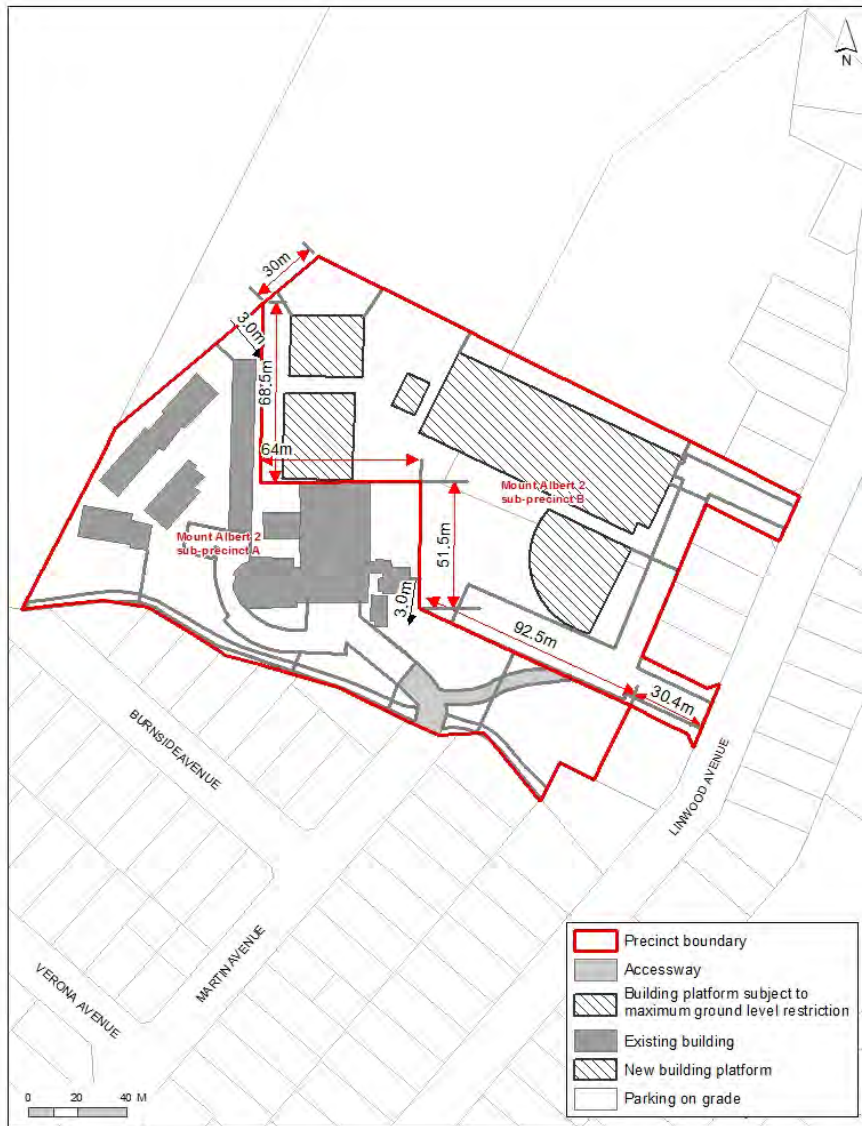 N
30m
3.0m
68.5m
64m
Mount Albert 2
sub-precinct B
Mount Albert 2
sub-precinct A
51.5m
3.0m
92.5m
30.4m
BURNSIDE AVENUE
LINWOOD AVENUE
MARTIN AVENUE
VERONA AVENUE
Precinct boundary
Accessway
Building platform subject to
maximum ground level restriction
Existing building
New building platform
Parking on grade
0 20 40 M